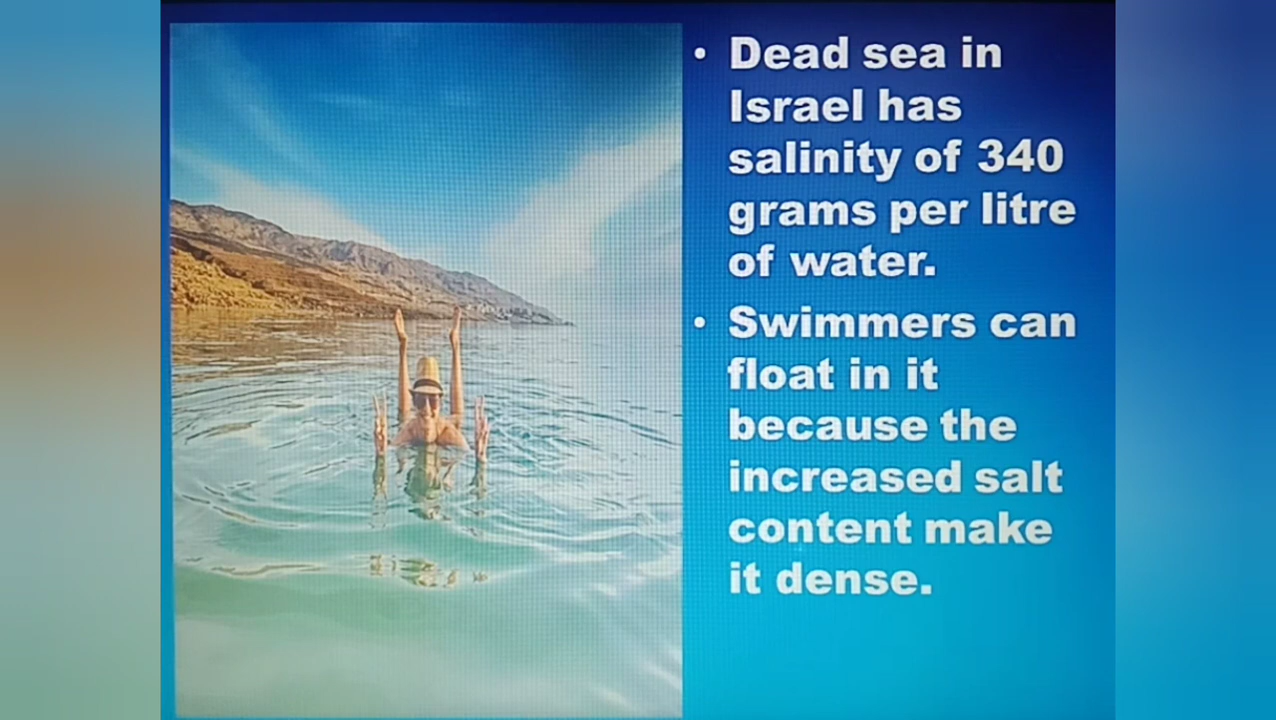 • Dead sea in
Israel has
salinity of 340
grams per litre
of water.
• Swimmers can
float in it
because the
increased salt
content make
it dense.